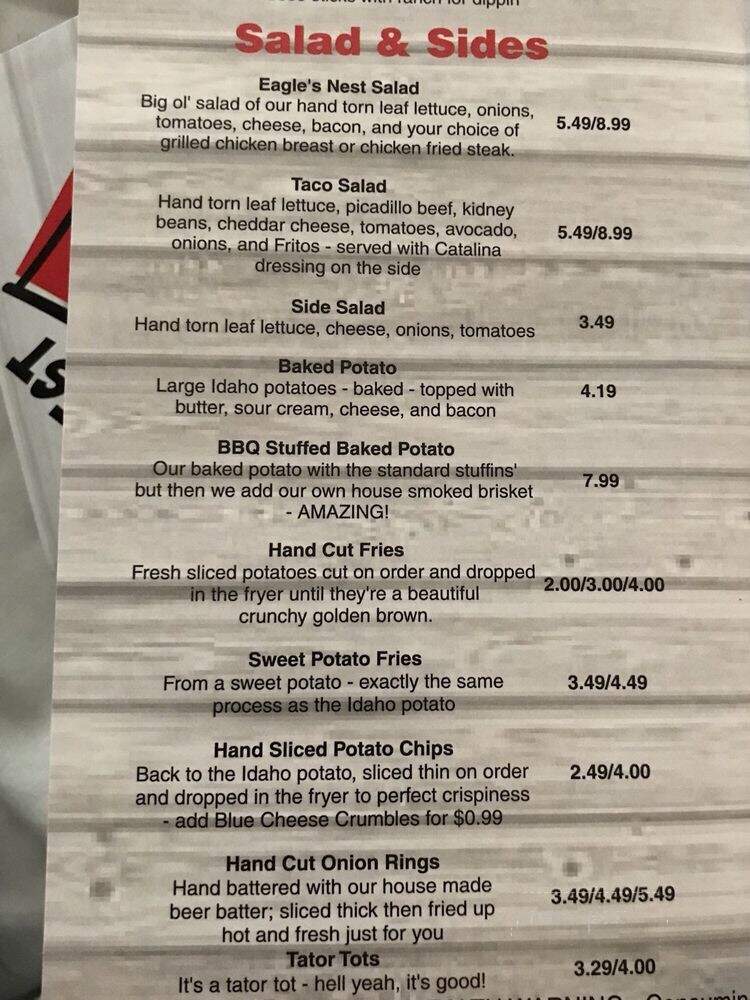 Salad & Sides
Eagle's Nest Salad
Big ol' salad of our hand torn leaf lettuce, onions,
tomatoes, cheese, bacon, and your choice of
grilled chicken breast or chicken fried steak.
5.49/8.99
Taco Salad
Hand torn leaf lettuce, picadillo beef, kidney
beans, cheddar cheese, tomatoes, avocado,
onions, and Fritos - served with Catalina
dressing on the side
5.49/8.99
Side Salad
Hand torn leaf lettuce, cheese, onions, tomatoes
3.49
Baked Potato
Large Idaho potatoes - baked - topped with
butter, sour cream, cheese, and bacon
4.19
BBQ Stuffed Baked Potato
Our baked potato with the standard stuffins'
but then we add our own house smoked brisket
- AMAZING!
7.99
Hand Cut Fries
Fresh sliced potatoes cut on order and dropped
in the fryer until they're a beautiful
crunchy golden brown.
2.00/3.00/4.00
Sweet Potato Fries
From a sweet potato - exactly the same
process as the Idaho potato
3.49/4.49
Hand Sliced Potato Chips
Back to the Idaho potato, sliced thin on order
and dropped in the fryer to perfect crispiness
- add Blue Cheese Crumbles for $0.99
2.49/4.00
Hand Cut Onion Rings
Hand battered with our house made
beer batter; sliced thick then fried up
hot and fresh just for you
3.49/4.49/5.49
Tator Tots
It's a tator tot - hell yeah, it's good!
3.29/4.00